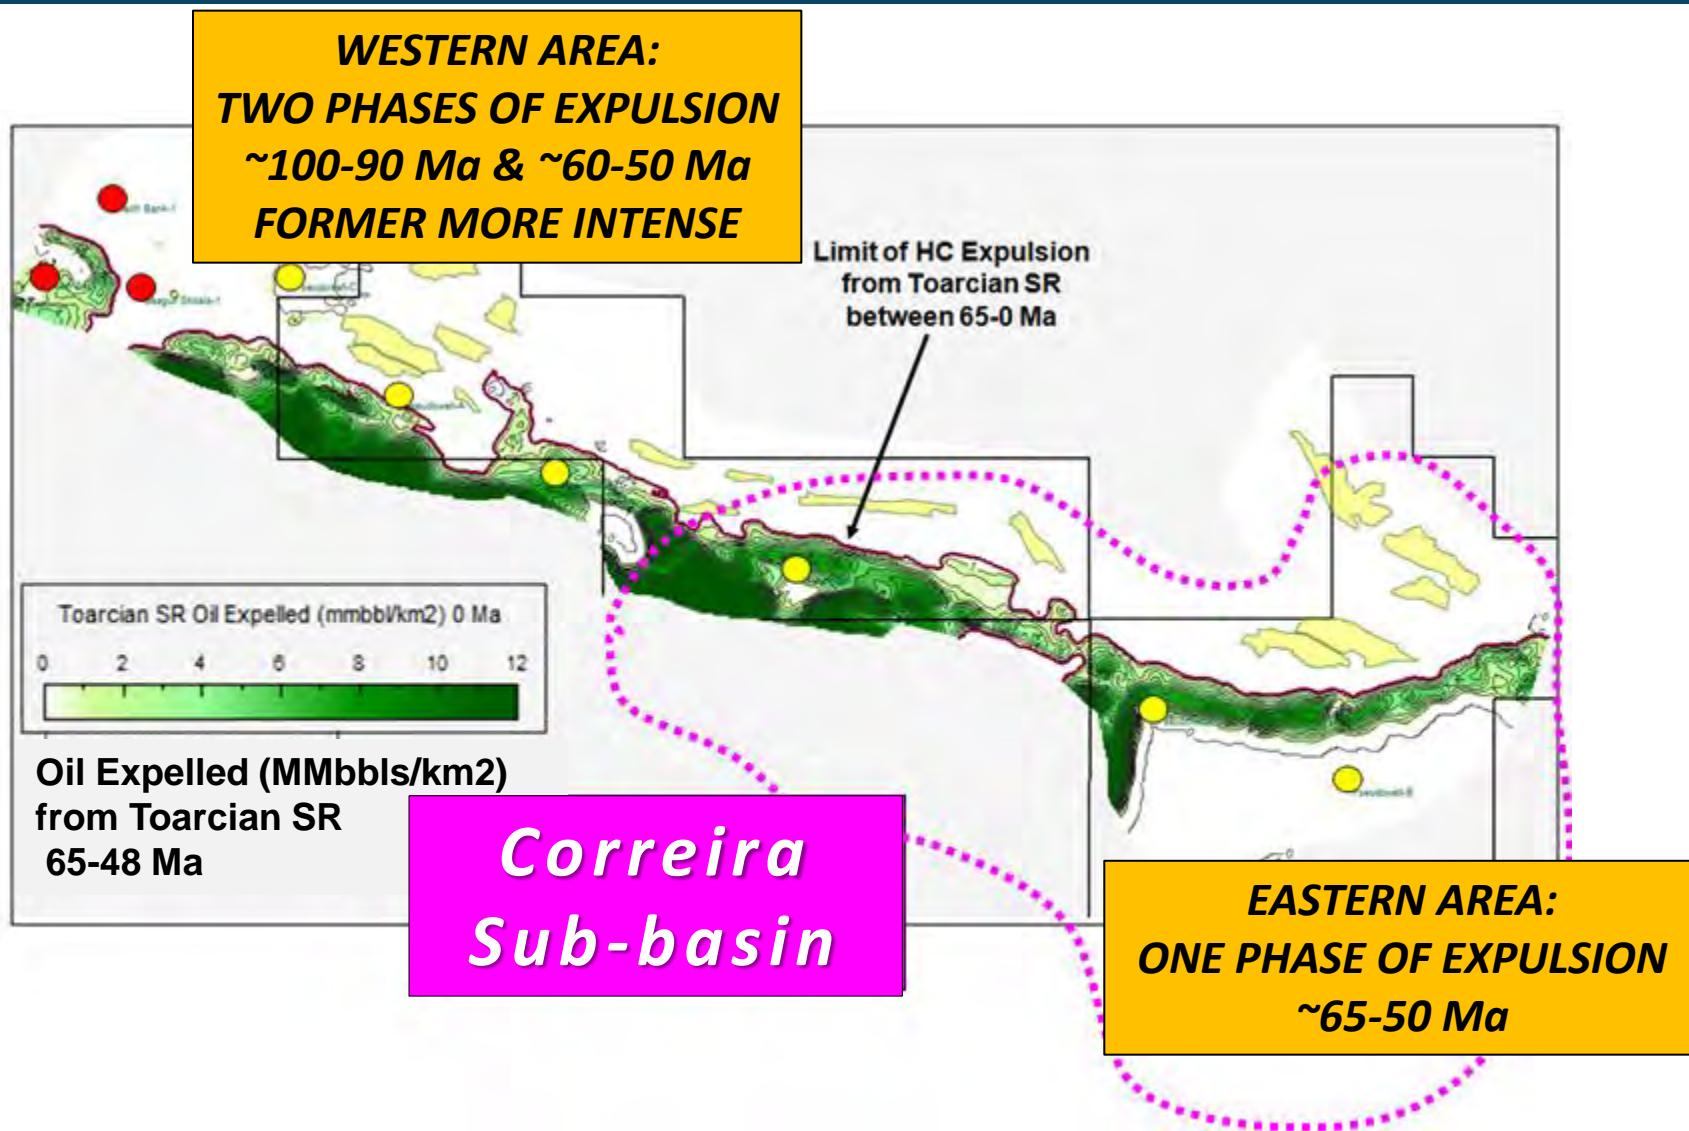 WESTERN AREA:
TWO PHASES OF EXPULSION
~100-90 Ma & ~60-50 Ma
FORMER MORE INTENSE
Bank-1
Limit of HC Expulsion
from Toarcian SR
between 65-0 Ma
Toarcian SR Oil Expelled (mmbbl/km2) 0 Ma
0 2 4 6 8 10 12
Oil Expelled (MMbbls/km2)
from Toarcian SR
65-48 Ma
Correira
Sub-basin
EASTERN AREA:
ONE PHASE OF EXPULSION
~65-50 Ma